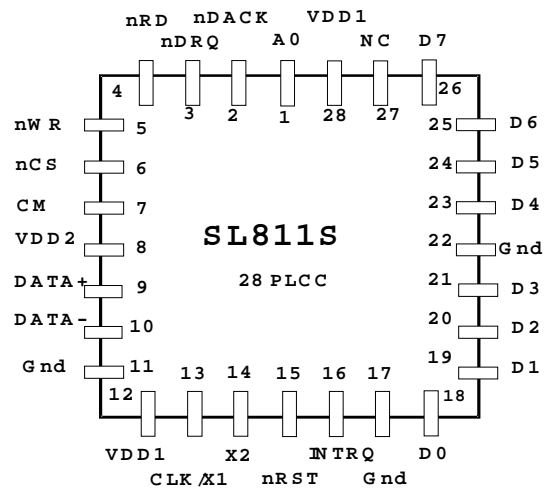 nRD nDACK VDD1
nDRQ A0 NC D7
4 3 2 1 28 27 26
nWR 5 25 D6
nCS 6 24 D5
CM 7 23 D4
VDD2 8 22 Gnd
SL811S
28 PLCC
DATA+ 9 21 D3
DATA- 10 20 D2
Gnd 11 19 D1
12 13 14 15 16 17 18
VDD1 X2 INTRQ D0
CLK/X1 nRST Gnd